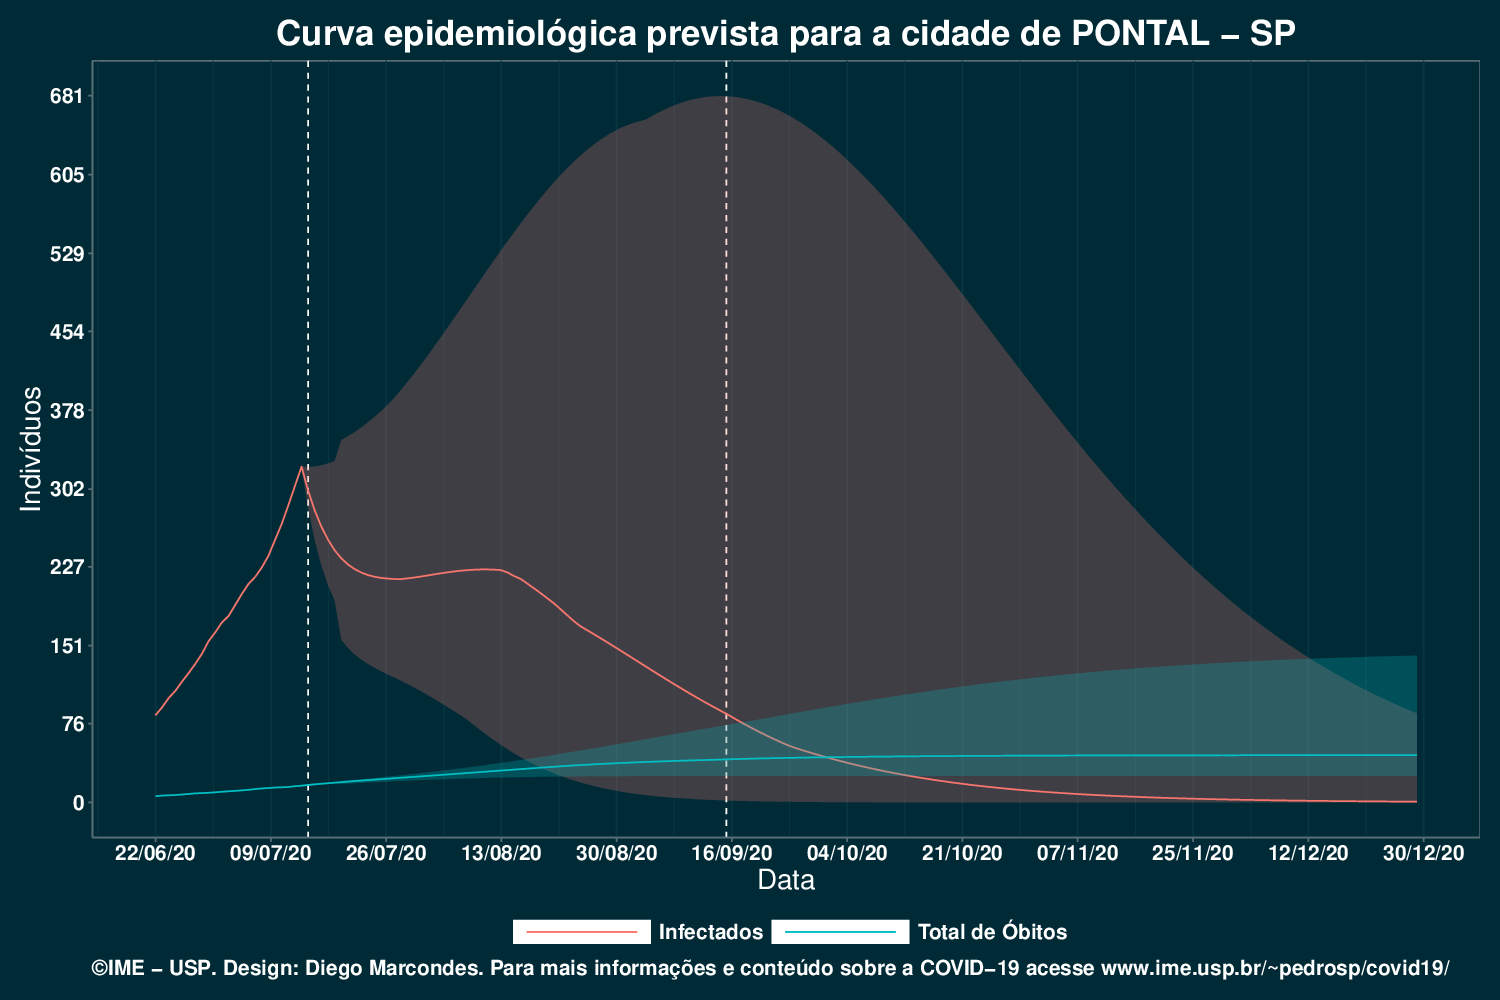 Curva epidemiológica prevista para a cidade de PONTAL – SP
681
605
529
454
378
302
227
151
76
0
Indivíduos
22/06/20 09/07/20 26/07/20 13/08/20 30/08/20 16/09/20 04/10/20 21/10/20 07/11/20 25/11/20 12/12/20 30/12/20
Data
Infectados Total de Óbitos
©IME – USP. Design: Diego Marcondes. Para mais informações e conteúdo sobre a COVID–19 acesse www.ime.usp.br/~pedrosp/covid19/